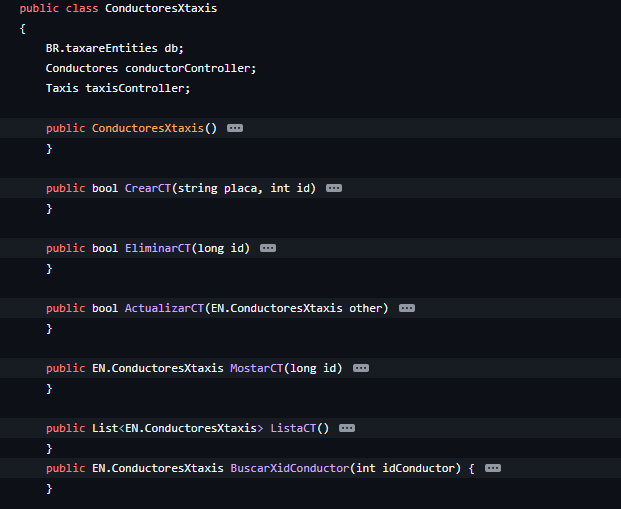 public class ConductoresXtaxis
{
BR.taxareEntities db;
Conductores conductorController;
Taxis taxisController;
public ConductoresXtaxis() ...
}
public bool CrearCT(string placa, int id) ...
}
public bool EliminarCT(long id) ...
}
public bool ActualizarCT(EN.ConductoresXtaxis other) ...
}
public EN.ConductoresXtaxis MostarCT(long id) ...
}
public List<EN.ConductoresXtaxis> ListaCT() ...
}
public EN.ConductoresXtaxis BuscarXidConductor(int idConductor) { ...
}